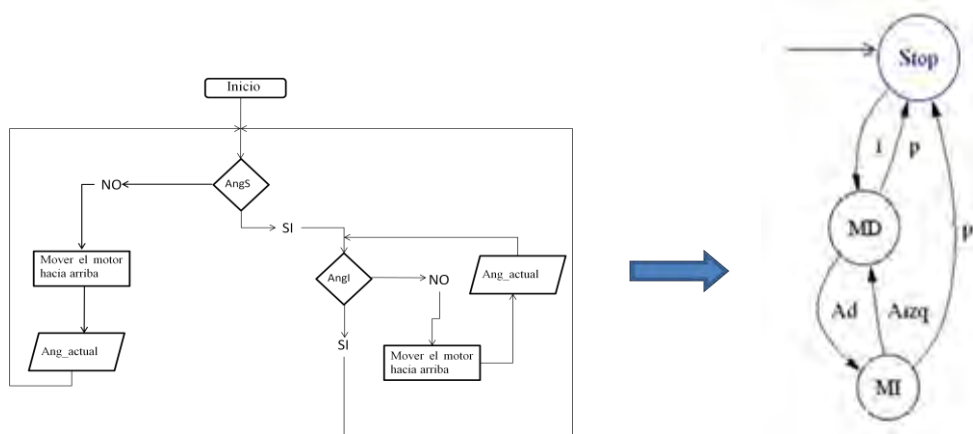 Inicio
AngS
NO
SI
Mover el motor
hacia arriba
AngI
NO
Ang_actual
Ang_actual
SI
Mover el motor
hacia arriba
Stop
i
p
MD
p
Ad
Aizq
MI